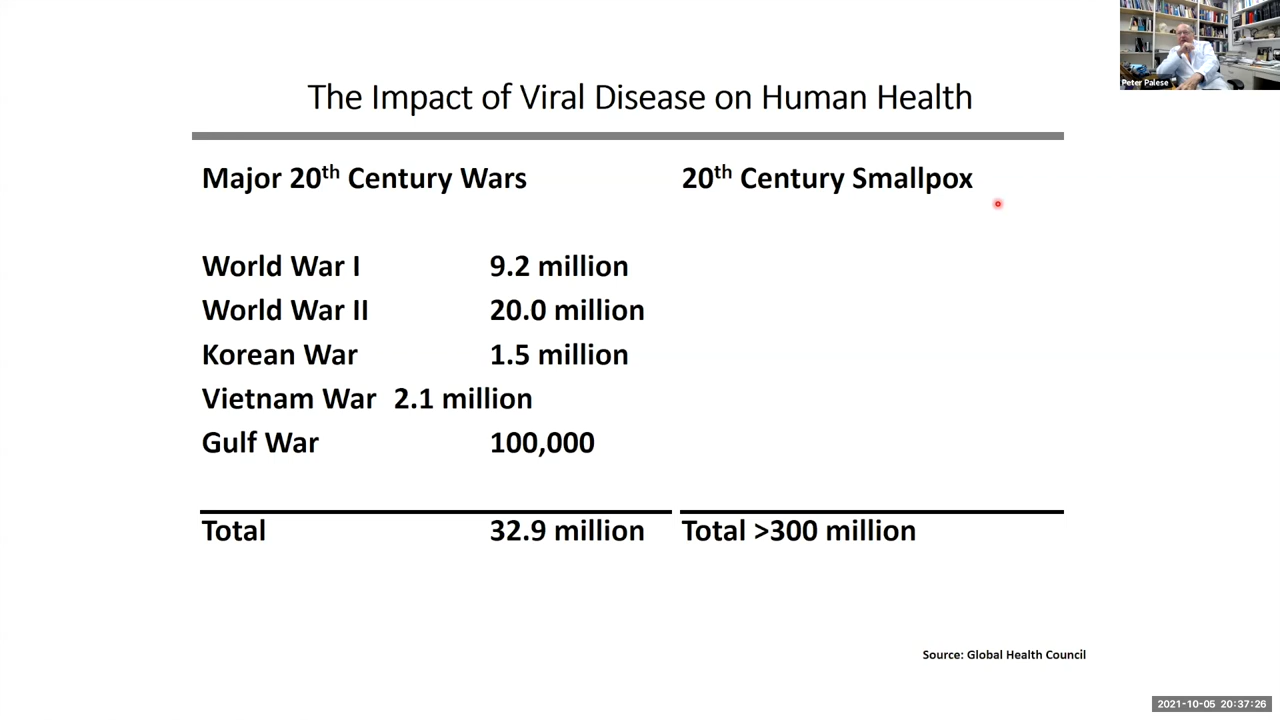 Peter Palese
The Impact of Viral Disease on Human Health
Major 20th Century Wars
20th Century Smallpox
World War I 9.2 million
World War II 20.0 million
Korean War 1.5 million
Vietnam War 2.1 million
Gulf War 100,000
Total 32.9 million Total >300 million
Source: Global Health Council
2021-10-05 20:37:26